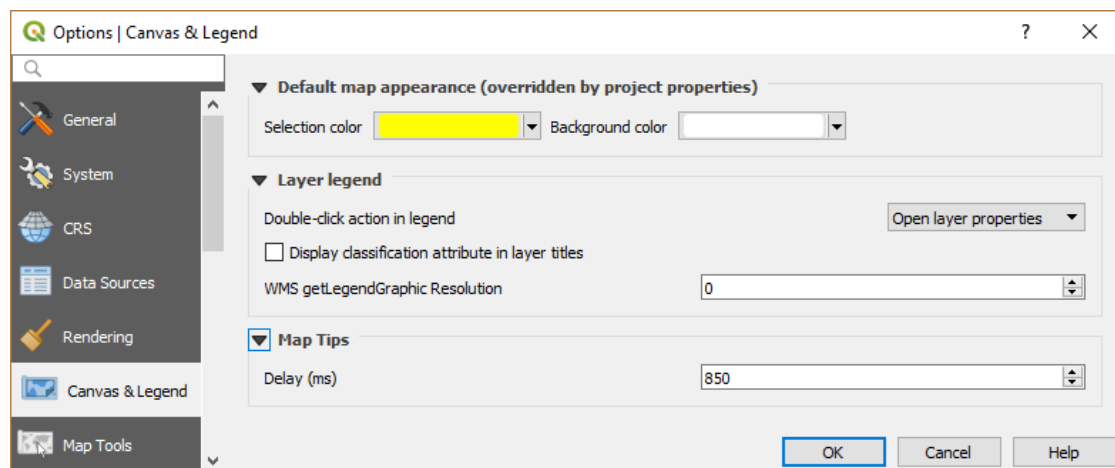 Options | Canvas & Legend
?
General
System
CRS
Data Sources
Rendering
Canvas & Legend
Map Tools
Default map appearance (overridden by project properties)
Selection color
Background color
Layer legend
Double-click action in legend
Open layer properties
Display classification attribute in layer titles
WMS getLegendGraphic Resolution
0
Map Tips
Delay (ms)
850
OK
Cancel
Help